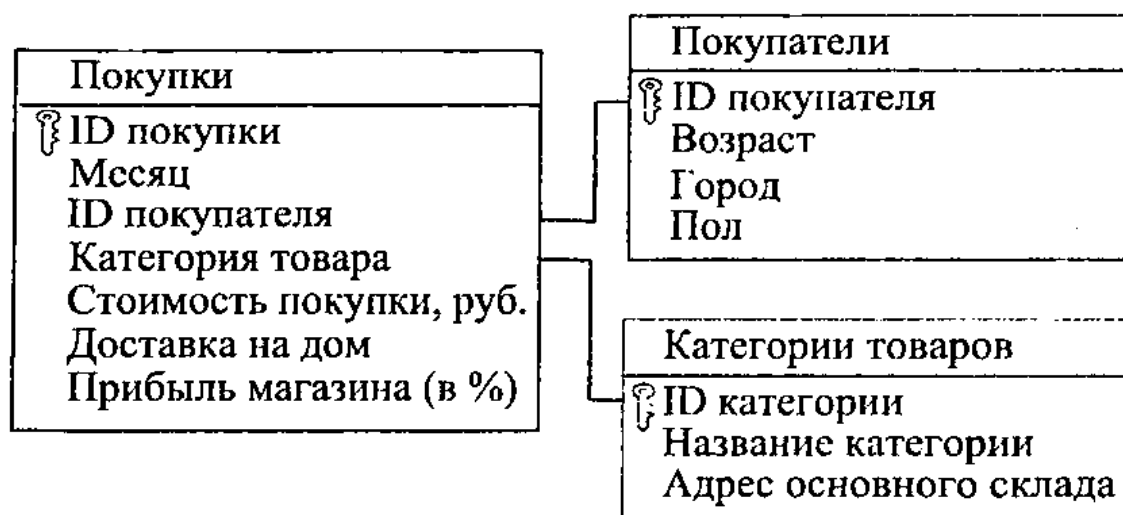 Покупки
ID покупки
Месяц
ID покупателя
Категория товара
Стоимость покупки, руб.
Доставка на дом
Прибыль магазина (в %)
Покупатели
ID покупателя
Возраст
Город
Пол
Категории товаров
ID категории
Название категории
Адрес основного склада